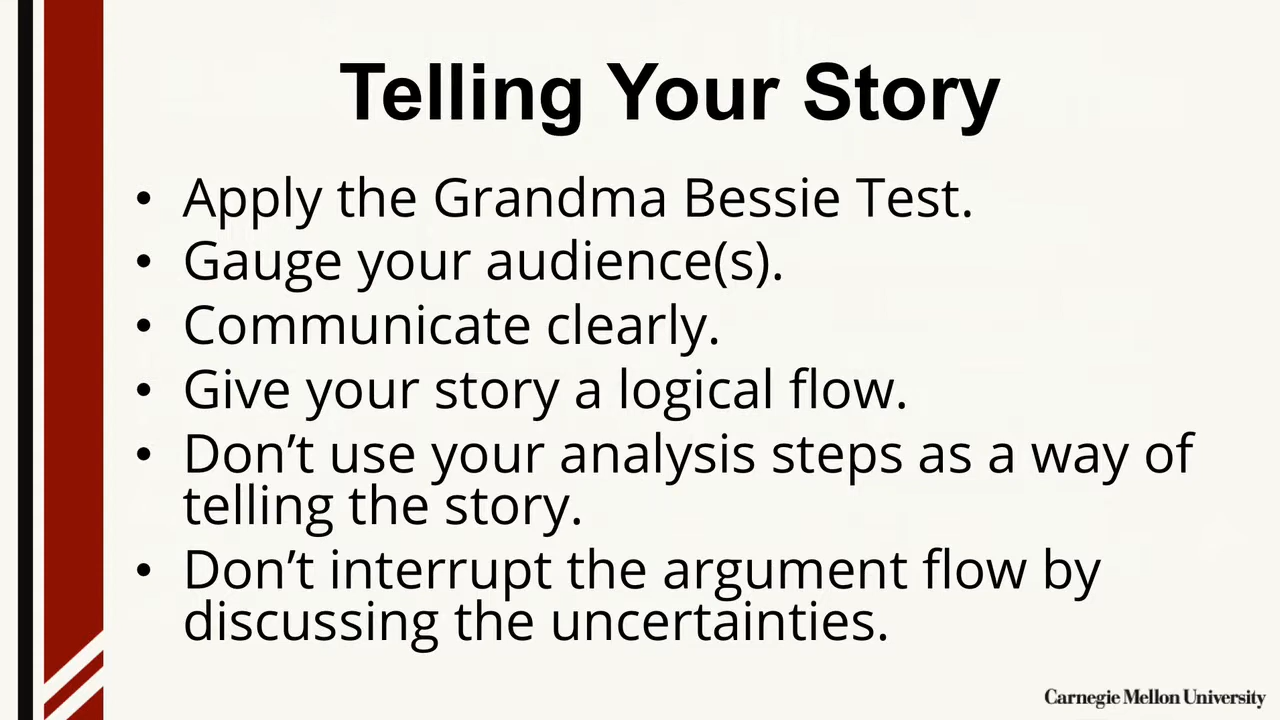 Telling Your Story
• Apply the Grandma Bessie Test.
• Gauge your audience(s).
• Communicate clearly.
• Give your story a logical flow.
• Don’t use your analysis steps as a way of
telling the story.
• Don’t interrupt the argument flow by
discussing the uncertainties.
Carnegie Mellon University